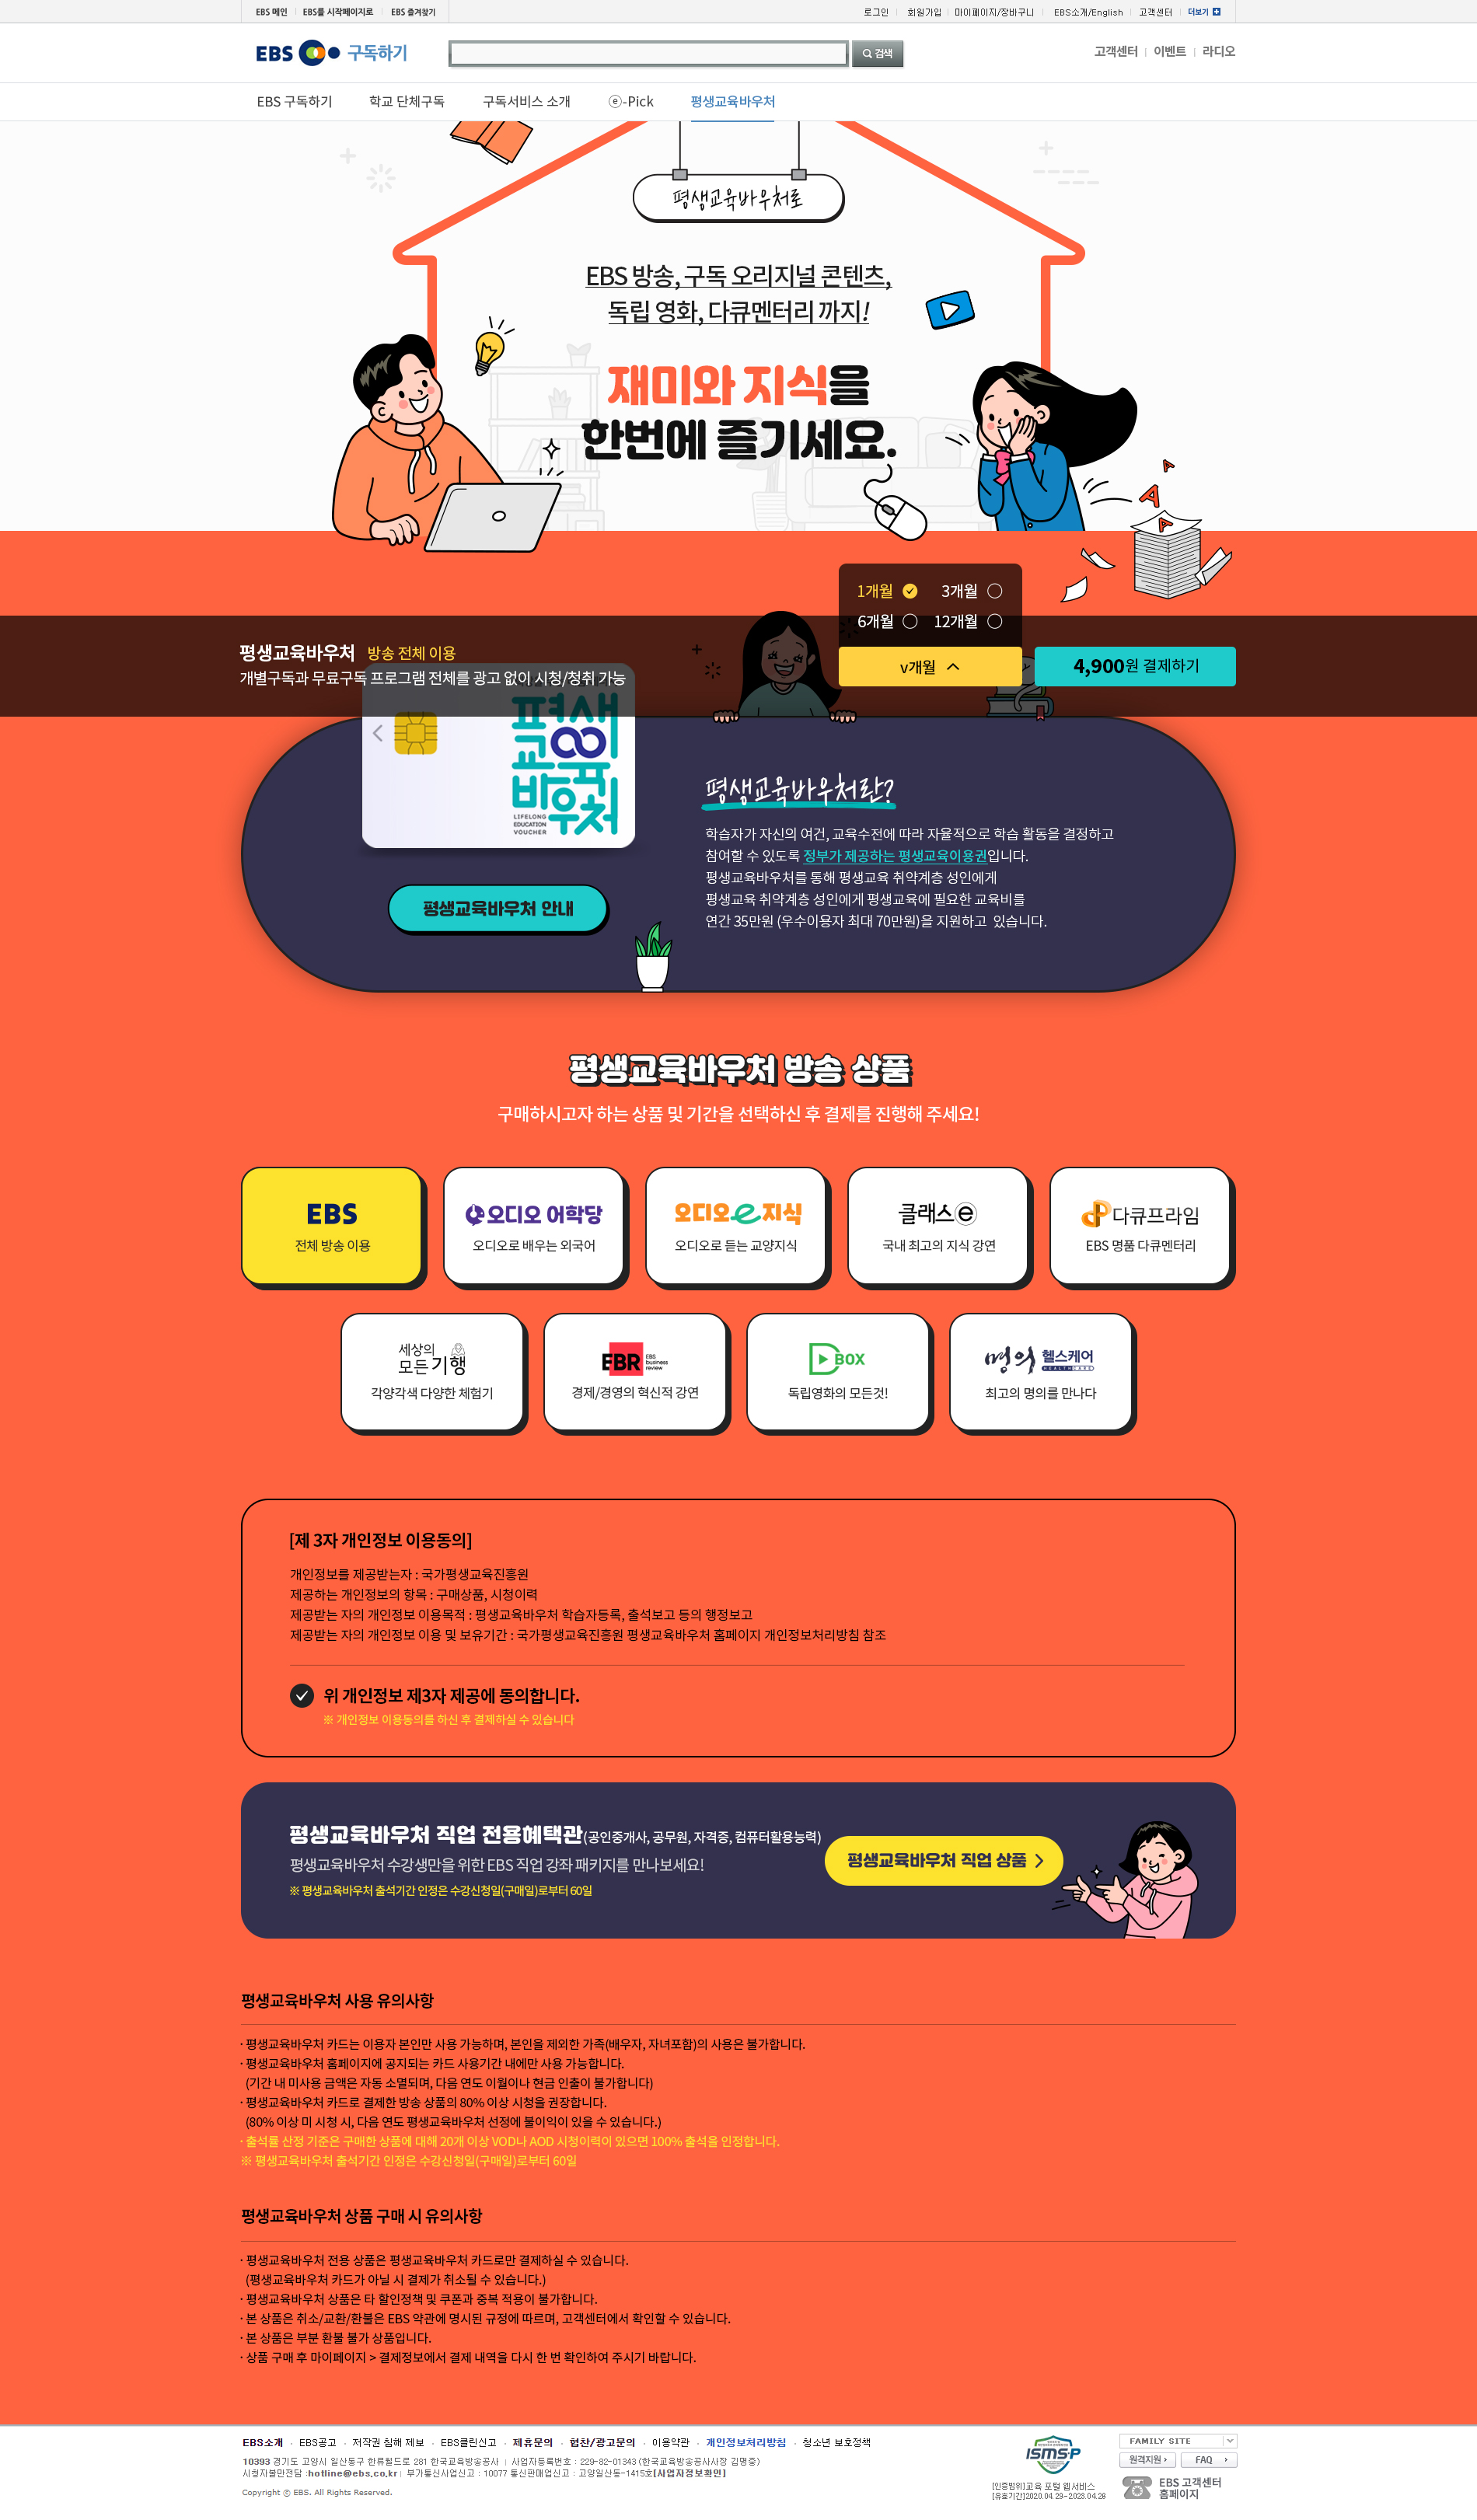 EBS 메인 EBS를 시작페이지로 EBS 즐겨찾기 로그인 회원가입 마이페이지/장바구니 EBS소개/English 고객센터 더보기
EBS 구독하기 검색 고객센터 이벤트 라디오
EBS 구독하기 학교 단체구독 구독서비스 소개 ⓔ-Pick 평생교육바우처
평생교육바우처로
EBS 방송, 구독 오리지널 콘텐츠,
독립 영화, 다큐멘터리 까지!
재미와 지식을
한번에 즐기세요.
A
A
A
1개월 3개월
6개월 12개월
평생교육바우처 방송 전체 이용
개별구독과 무료구독 프로그램 전체를 광고 없이 시청/청취 가능
v개월
4,900원 결제하기
평생
교육
바우처
LIFELONG
EDUCATION
VOUCHER
평생교육바우처 안내
평생교육바우처란?
학습자가 자신의 여건, 교육수전에 따라 자율적으로 학습 활동을 결정하고
참여할 수 있도록 정부가 제공하는 평생교육이용권입니다.
평생교육바우처를 통해 평생교육 취약계층 성인에게
평생교육 취약계층 성인에게 평생교육에 필요한 교육비를
연간 35만원 (우수이용자 최대 70만원)을 지원하고 있습니다.
평생교육바우처 방송 상품
구매하시고자 하는 상품 및 기간을 선택하신 후 결제를 진행해 주세요!
EBS
전체 방송 이용
오디오 어학당
오디오로 배우는 외국어
오디오e지식
오디오로 듣는 교양지식
클래스ⓔ
국내 최고의 지식 강연
다큐프라임
EBS 명품 다큐멘터리
세상의
모든기행
각양각색 다양한 체험기
EBR EBS business review
경제/경영의 혁신적 강연
D BOX
독립영화의 모든것!
명의 헬스케어
HEALTH CARE
최고의 명의를 만나다
[제 3자 개인정보 이용동의]
개인정보를 제공받는자 : 국가평생교육진흥원
제공하는 개인정보의 항목 : 구매상품, 시청이력
제공받는 자의 개인정보 이용목적 : 평생교육바우처 학습자등록, 출석보고 등의 행정보고
제공받는 자의 개인정보 이용 및 보유기간 : 국가평생교육진흥원 평생교육바우처 홈페이지 개인정보처리방침 참조
위 개인정보 제3자 제공에 동의합니다.
※ 개인정보 이용동의를 하신 후 결제하실 수 있습니다
평생교육바우처 직업 전용혜택관(공인중개사, 공무원, 자격증, 컴퓨터활용능력)
평생교육바우처 수강생만을 위한 EBS 직업 강좌 패키지를 만나보세요!
※ 평생교육바우처 출석기간 인정은 수강신청일(구매일)로부터 60일
평생교육바우처 직업 상품
평생교육바우처 사용 유의사항
· 평생교육바우처 카드는 이용자 본인만 사용 가능하며, 본인을 제외한 가족(배우자, 자녀포함)의 사용은 불가합니다.
· 평생교육바우처 홈페이지에 공지되는 카드 사용기간 내에만 사용 가능합니다.
(기간 내 미사용 금액은 자동 소멸되며, 다음 연도 이월이나 현금 인출이 불가합니다)
· 평생교육바우처 카드로 결제한 방송 상품의 80% 이상 시청을 권장합니다.
(80% 이상 미 시청 시, 다음 연도 평생교육바우처 선정에 불이익이 있을 수 있습니다.)
· 출석률 산정 기준은 구매한 상품에 대해 20개 이상 VOD나 AOD 시청이력이 있으면 100% 출석을 인정합니다.
※ 평생교육바우처 출석기간 인정은 수강신청일(구매일)로부터 60일
평생교육바우처 상품 구매 시 유의사항
· 평생교육바우처 전용 상품은 평생교육바우처 카드로만 결제하실 수 있습니다.
(평생교육바우처 카드가 아닐 시 결제가 취소될 수 있습니다.)
· 평생교육바우처 상품은 타 할인정책 및 쿠폰과 중복 적용이 불가합니다.
· 본 상품은 취소/교환/환불은 EBS 약관에 명시된 규정에 따르며, 고객센터에서 확인할 수 있습니다.
· 본 상품은 부분 환불 불가 상품입니다.
· 상품 구매 후 마이페이지 > 결제정보에서 결제 내역을 다시 한 번 확인하여 주시기 바랍니다.
EBS소개 · EBS공고 · 저작권 침해 제보 · EBS클린신고 · 제휴문의 · 협찬/광고문의 · 이용약관 · 개인정보처리방침 · 청소년 보호정책
10393 경기도 고양시 일산동구 한류월드로 281 한국교육방송공사 | 사업자등록번호 : 229-82-01343 (한국교육방송공사사장 김명중)
시청자불만전담 :hotline@ebs.co.kr | 부가통신사업신고 : 10077 통신판매업신고 : 고양일산동-1415호[사업자정보확인]
Copyright ⓒ EBS. All Rights Reserved.
ISMS-P
[인증범위]교육 포털 웹서비스
[유효기간]2020.04.29~2023.04.28
FAMILY SITE
원격지원 FAQ
EBS 고객센터
홈페이지